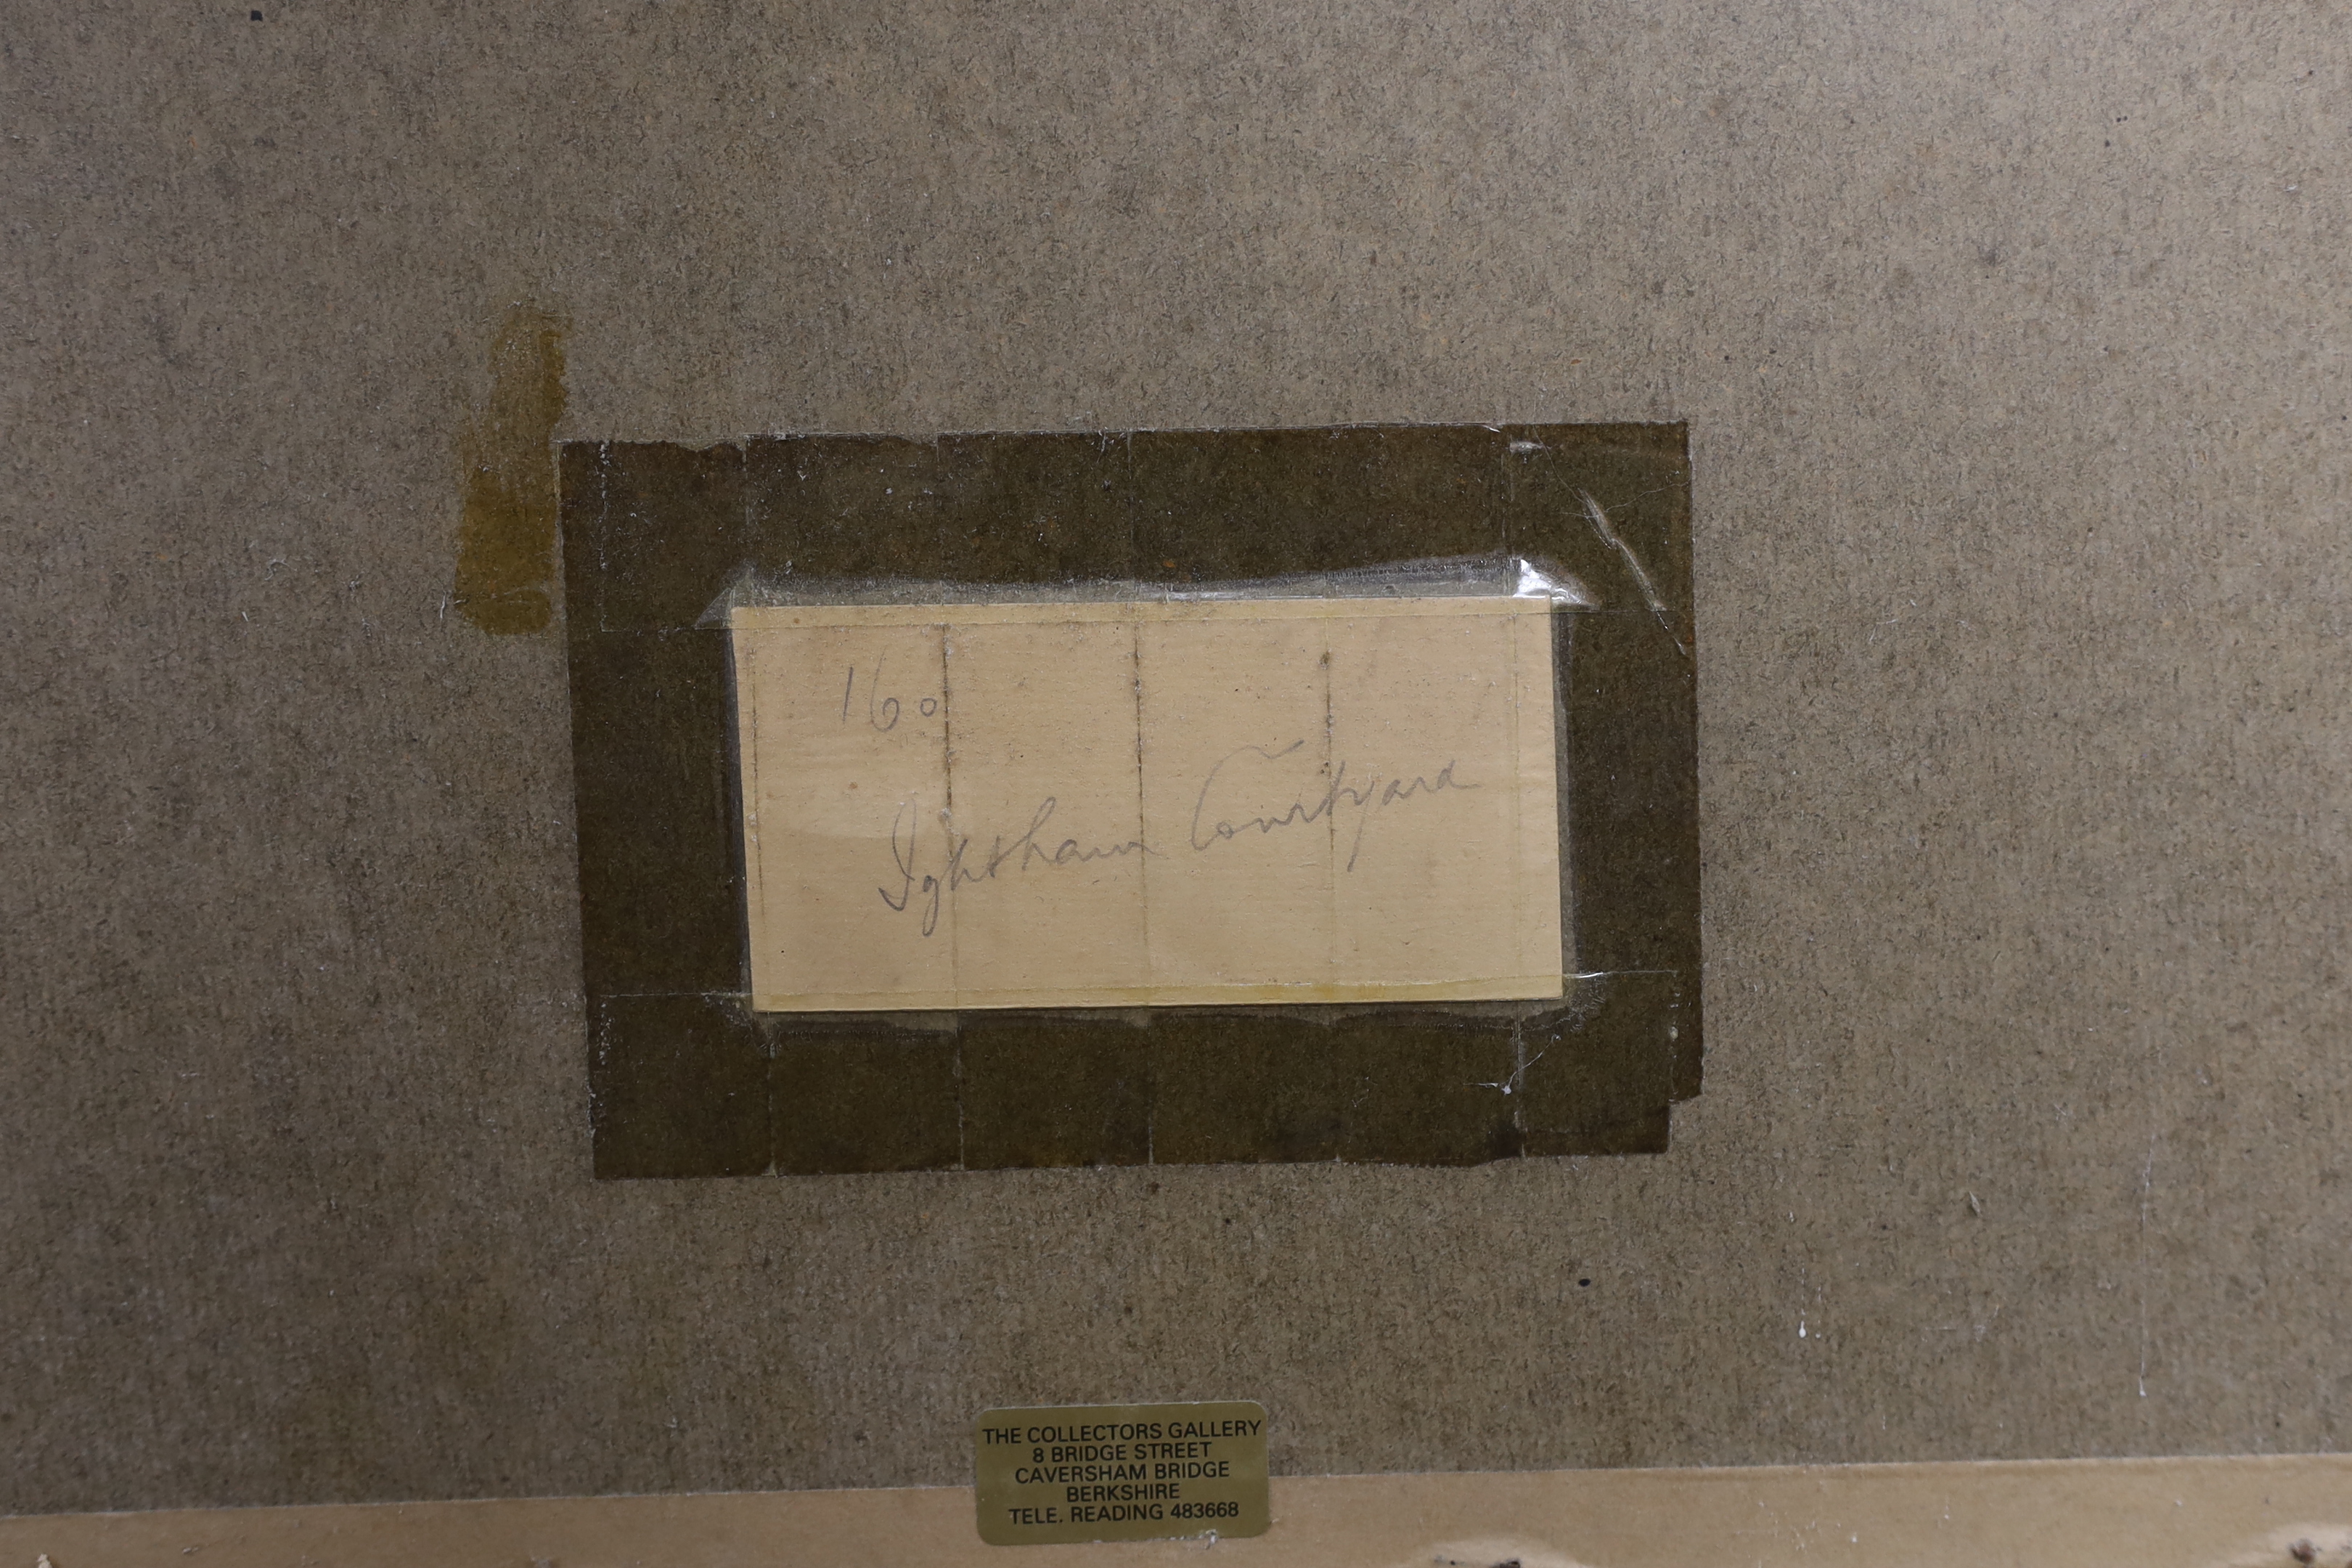 160
Ightham Courtyard
THE COLLECTORS GALLERY
8 BRIDGE STREET
CAVERSHAM BRIDGE
BERKSHIRE
TELE. READING 483668